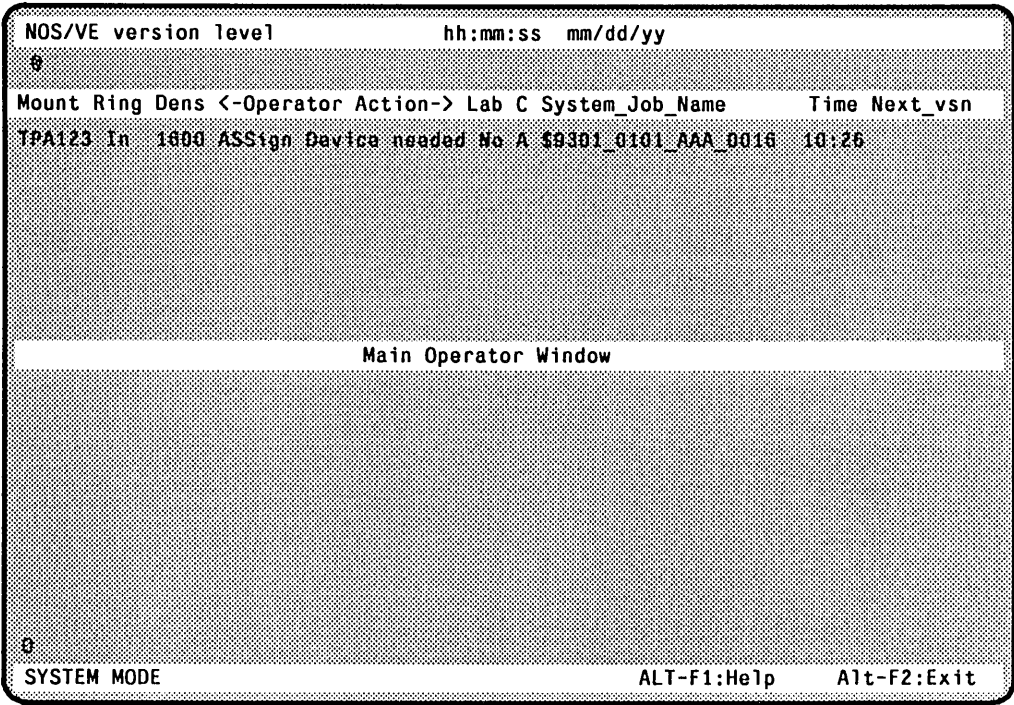 NOS/VE version level hh:mm:ss mm/dd/yy
0
Mount Ring Dens <-Operator Action-> Lab C System_Job_Name Time Next_vsn
TPA123 In 1600 ASSign Device needed No A $9301_0101_AAA_0016 10:26
Main Operator Window
0
SYSTEM MODE ALT-F1:Help Alt-F2:Exit